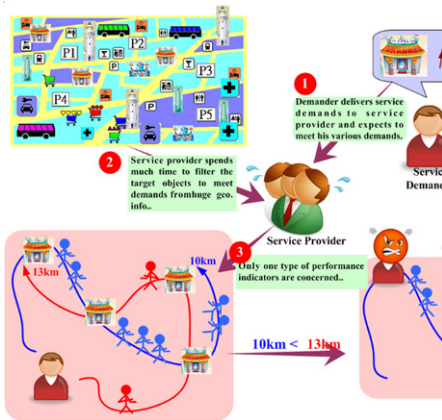 P1
P2
P3
P4
P5
P
P
1
Demander delivers service
demands to service
provider and expects to
meet his various demands.
2
Service provider spends
much time to filter the
target objects to meet
demands fromhuge geo.
info..
Service
Demande
Service Provider
3
Only one type of performance
indicators are concerned..
13km
10km
10km < 13km